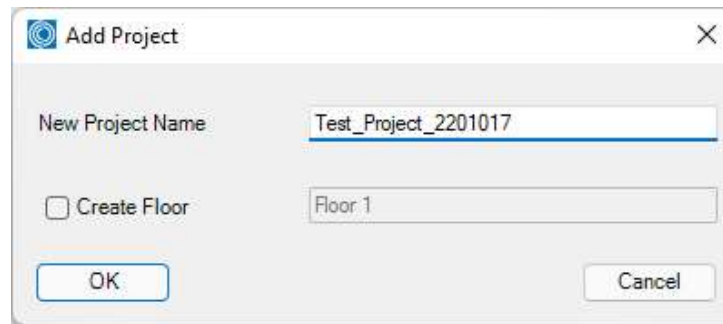 Add Project
New Project Name Test_Project_2201017
Create Floor Floor 1
OK Cancel